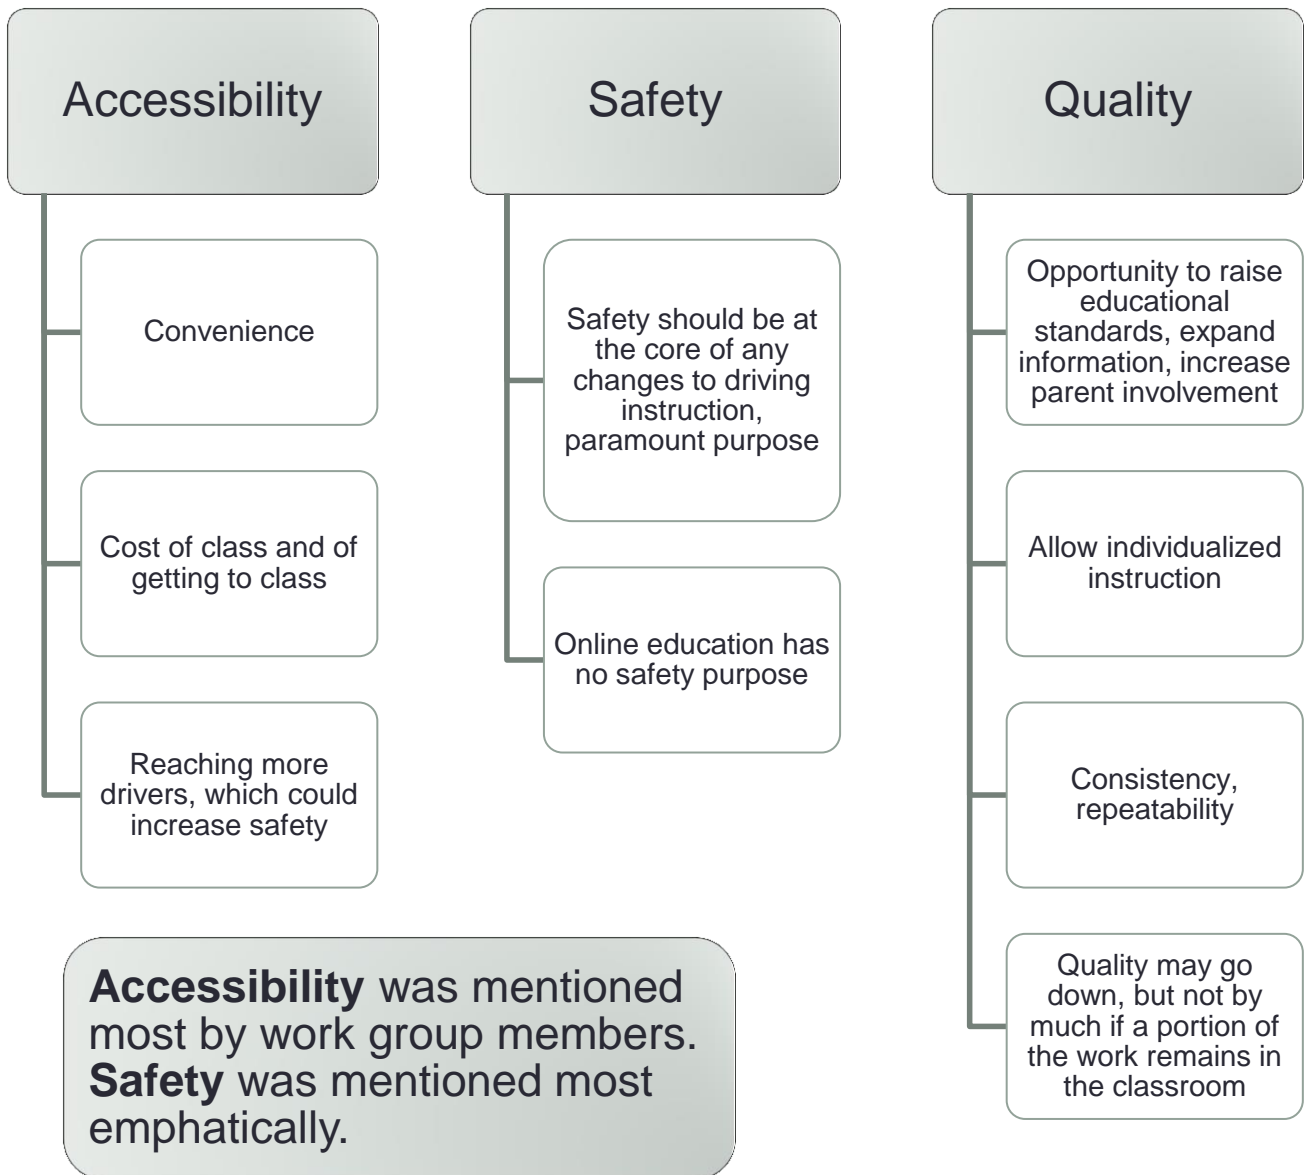 Accessibility
Convenience
Cost of class and of
getting to class
Reaching more
drivers, which could
increase safety
Safety
Safety should be at
the core of any
changes to driving
instruction,
paramount purpose
Online education has
no safety purpose
Quality
Opportunity to raise
educational
standards, expand
information, increase
parent involvement
Allow individualized
instruction
Consistency,
repeatability
Quality may go
down, but not by
much if a portion of
the work remains in
the classroom
Accessibility was mentioned
most by work group members.
Safety was mentioned most
emphatically.